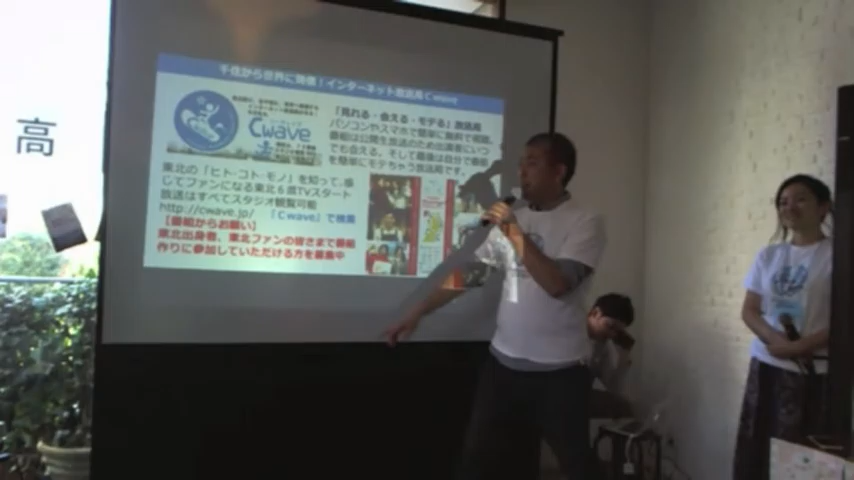 千住から世界に発信！インターネット放送局Cwave
Cwave
「見れる・会える・モテる」放送局
パソコンやスマホで簡単に無料で視聴。
番組は公開生放送のため出演者にいつ
でも会える。そして最後は自分で番組
を簡単にモテちゃう放送局です。
東北の「ヒト・コト・モノ」を知って、感
じてファンになる東北６県TVスタート
放送はすべてスタジオ観覧可能
http://cwave.jp/ 「Cwave」で検索
【番組からお願い】
東北出身者、東北ファンの皆さまで番組
作りに参加していただける方を募集中
高